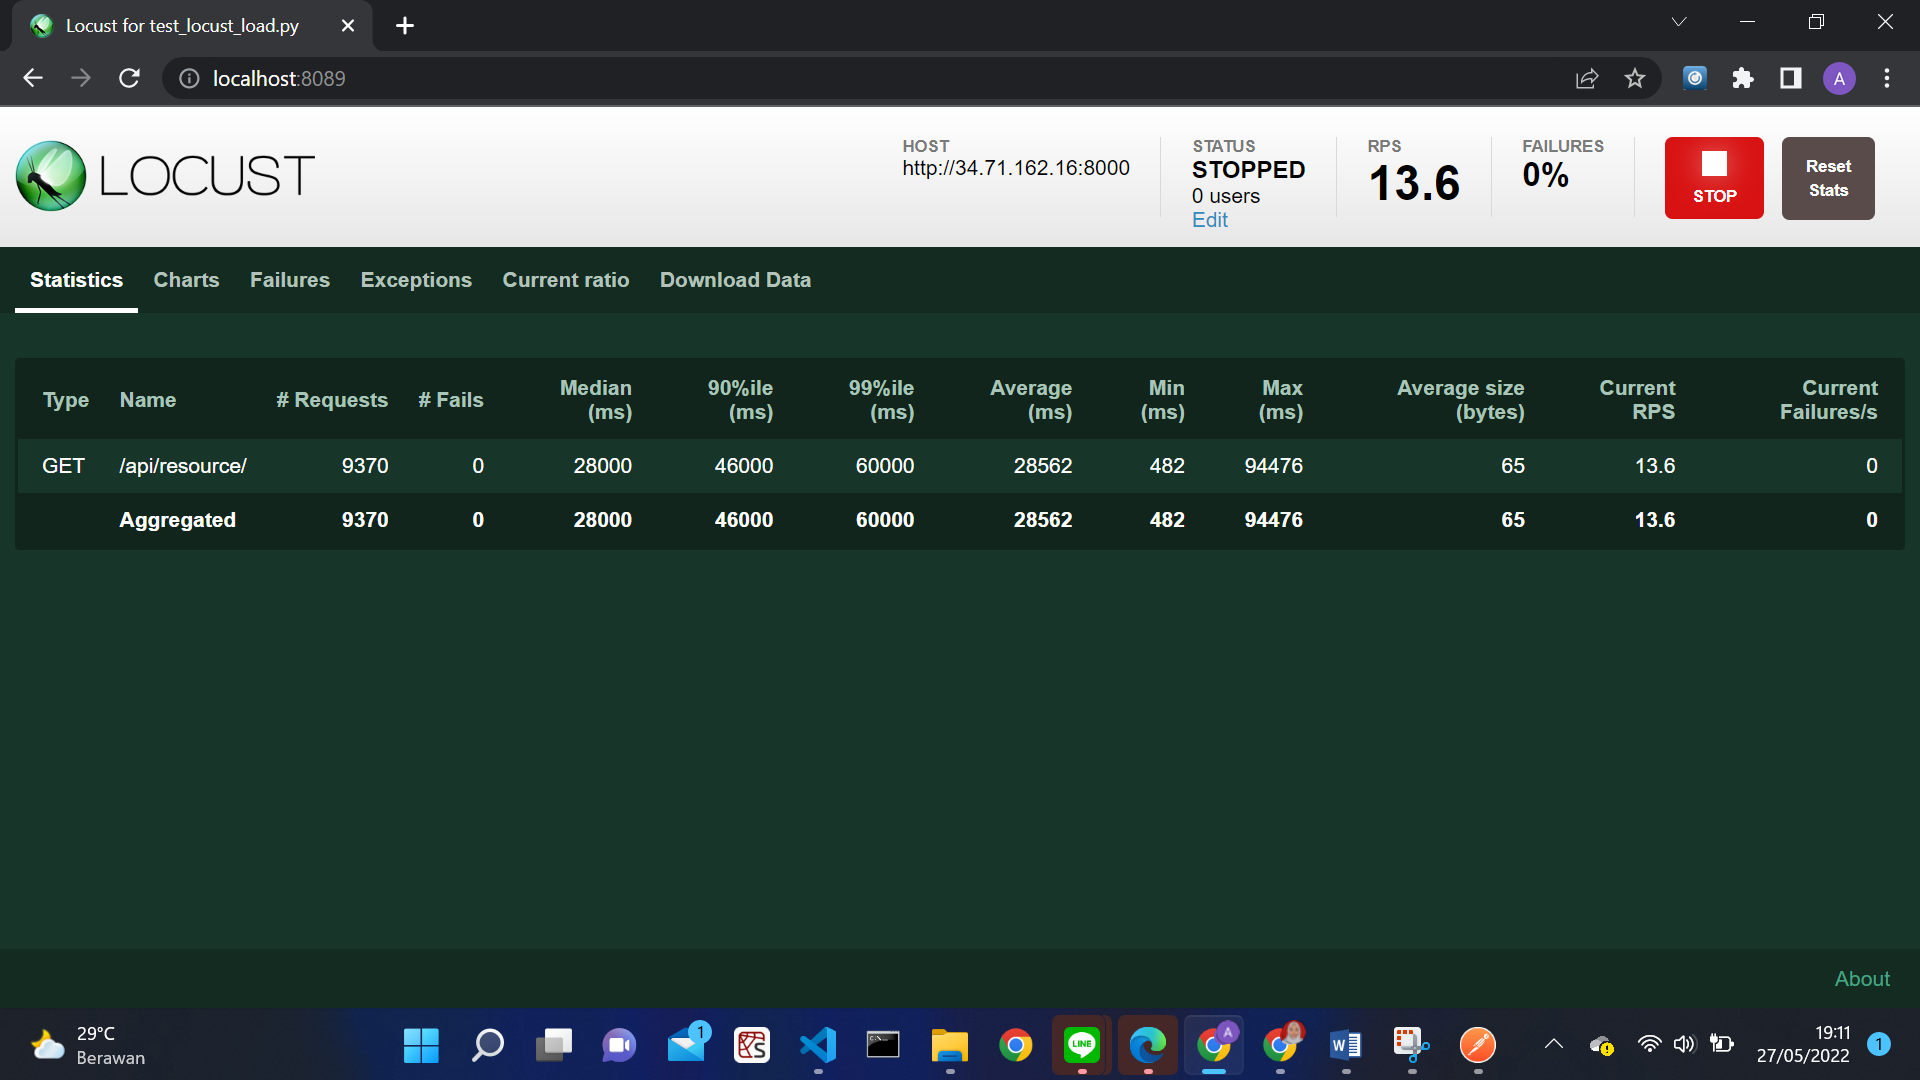 Locust for test_locust_load.py
localhost:8089
A
LOCUST
HOST
http://34.71.162.16:8000
STATUS
STOPPED
0 users
Edit
RPS
13.6
FAILURES
0%
STOP
Reset
Stats
Statistics Charts Failures Exceptions Current ratio Download Data
Type Name # Requests # Fails Median (ms) 90%ile (ms) 99%ile (ms) Average (ms) Min (ms) Max (ms) Average size (bytes) Current RPS Current Failures/s
GET /api/resource/ 9370 0 28000 46000 60000 28562 482 94476 65 13.6 0
Aggregated 9370 0 28000 46000 60000 28562 482 94476 65 13.6 0
About
29°C
Berawan
1
LINE
A
W
19:11
27/05/2022
1